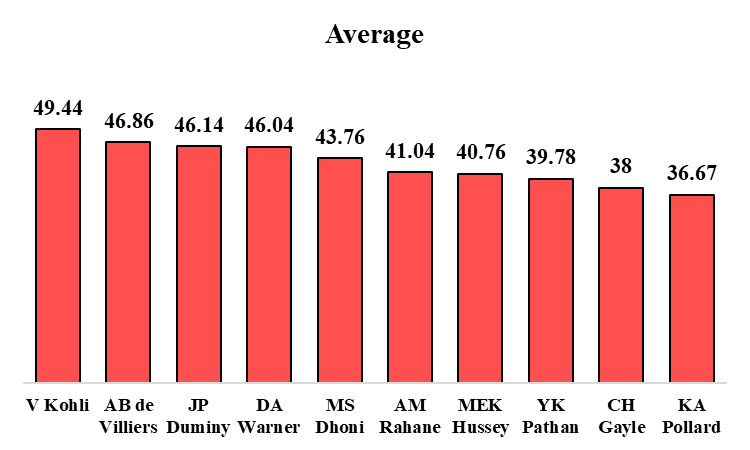 Average
49.44
46.86
46.14
46.04
43.76
41.04
40.76
39.78
38
36.67
V Kohli
AB de
Villiers
JP
Duminy
DA
Warner
MS
Dhoni
AM
Rahane
MEK
Hussey
YK
Pathan
CH
Gayle
KA
Pollard